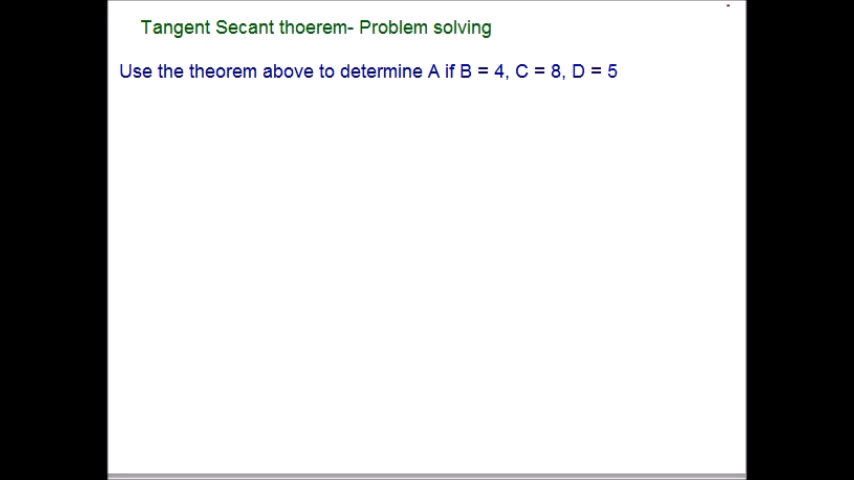 Tangent Secant thoerem- Problem solving
Use the theorem above to determine A if B = 4, C = 8, D = 5